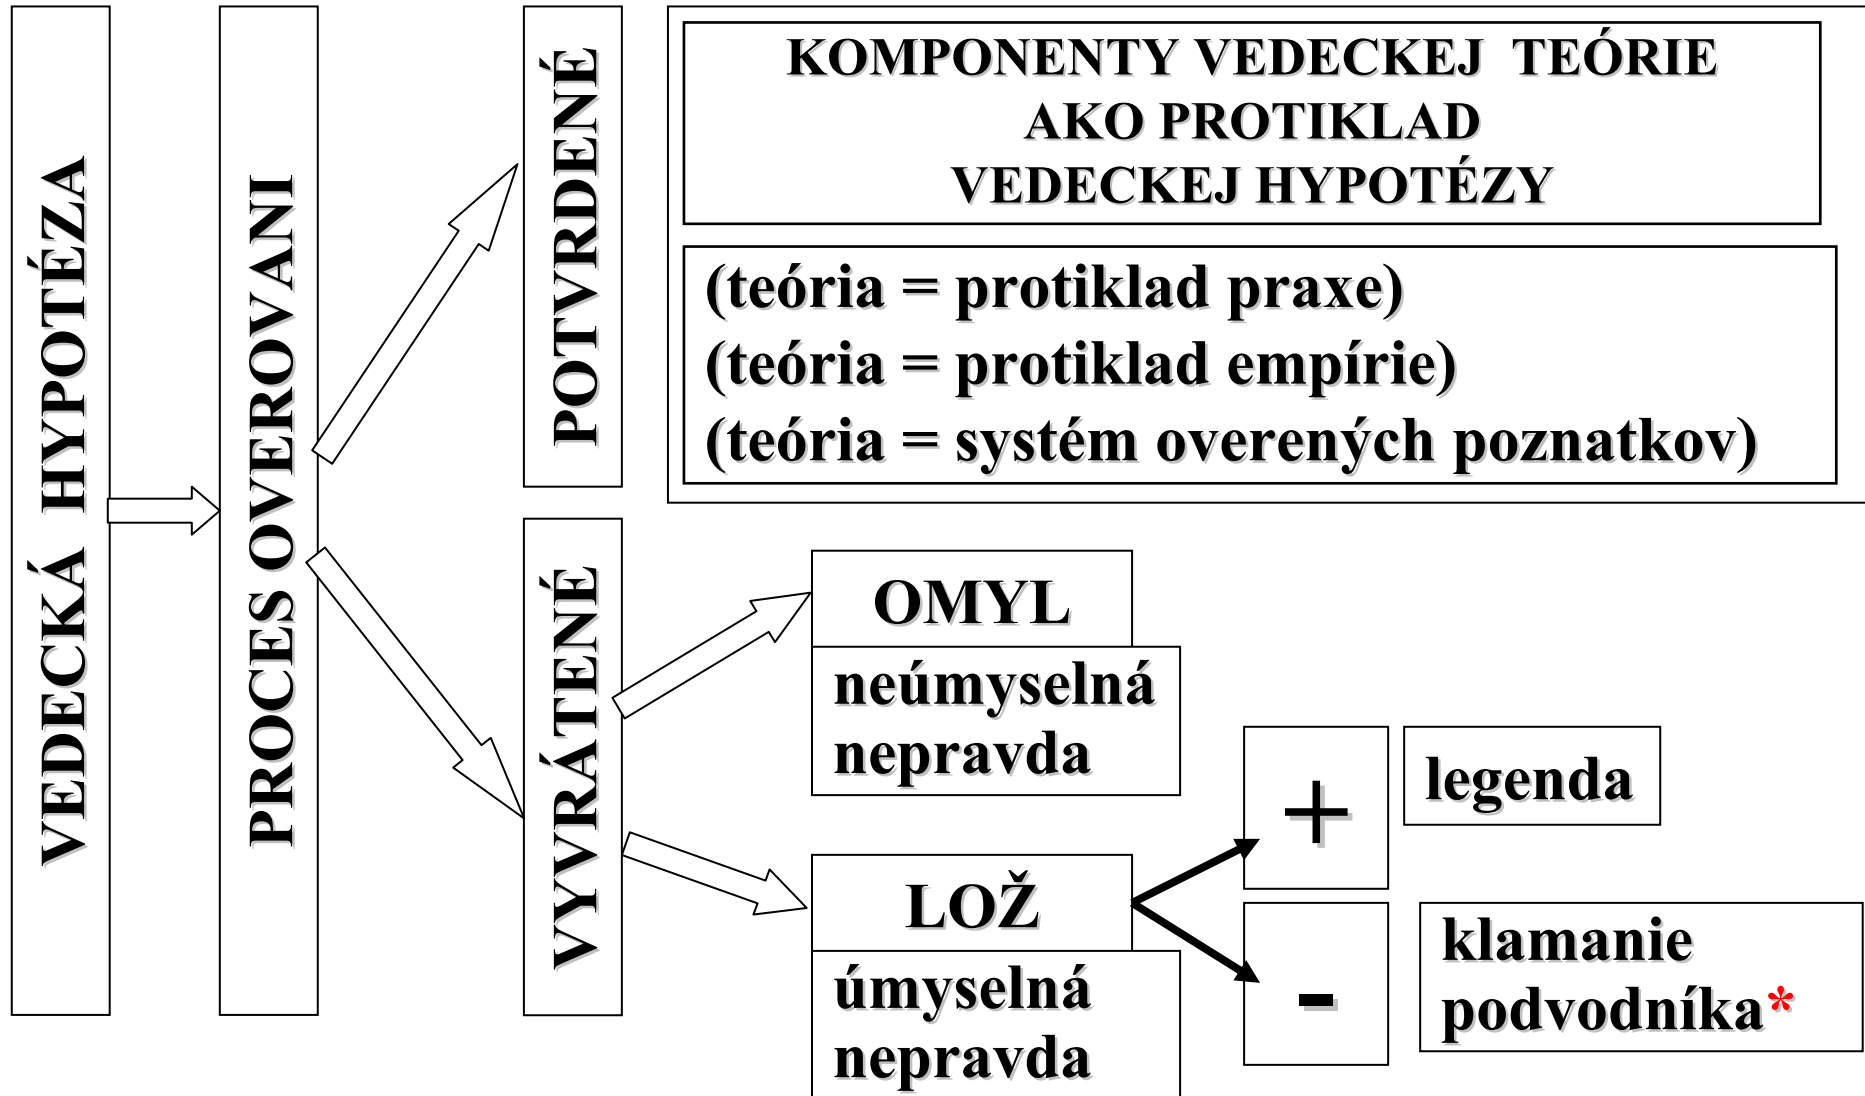 VEDECKÁ HYPOTÉZA
PROCES OVEROVANI
POTVRDENÉ
KOMPONENTY VEDECKEJ TEÓRIE
AKO PROTIKLAD
VEDECKEJ HYPOTÉZY
(teória = protiklad praxe)
(teória = protiklad empírie)
(teória = systém overených poznatkov)
VYVRÁTENÉ
OMYL
neúmyselná
nepravda
LOŽ
úmyselná
nepravda
+
legenda
-
klamanie
podvodníka*